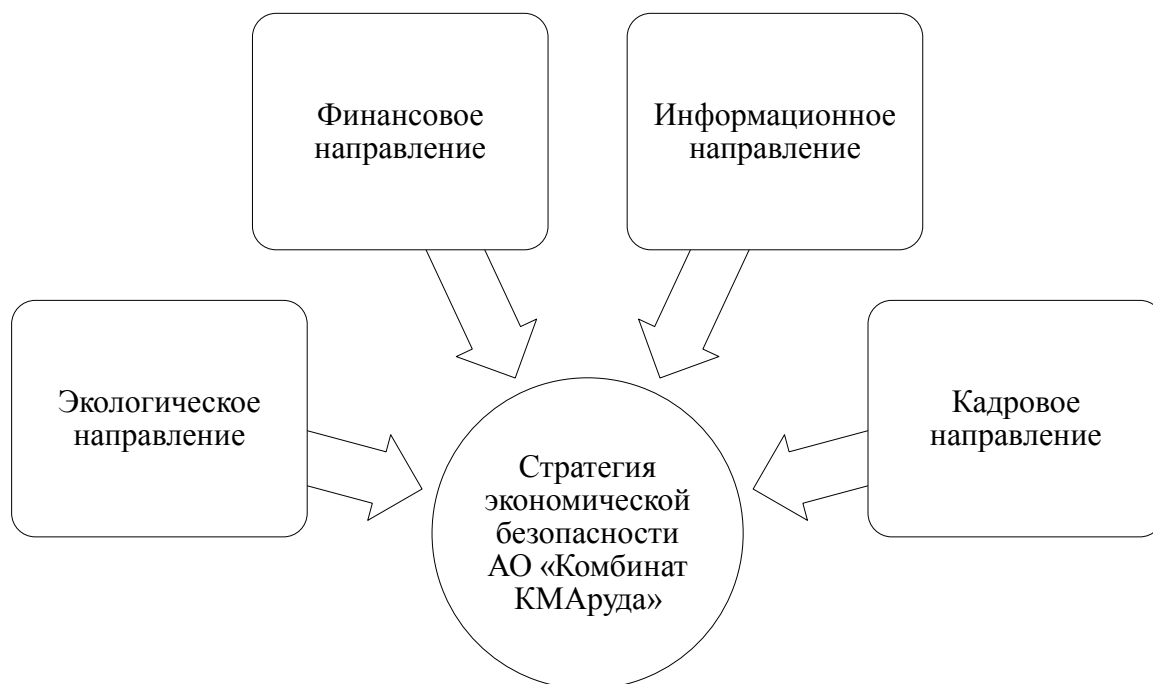 Финансовое
направление
Информационное
направление
Экологическое
направление
Кадровое
направление
Стратегия
экономической
безопасности
АО «Комбинат
КМАруда»